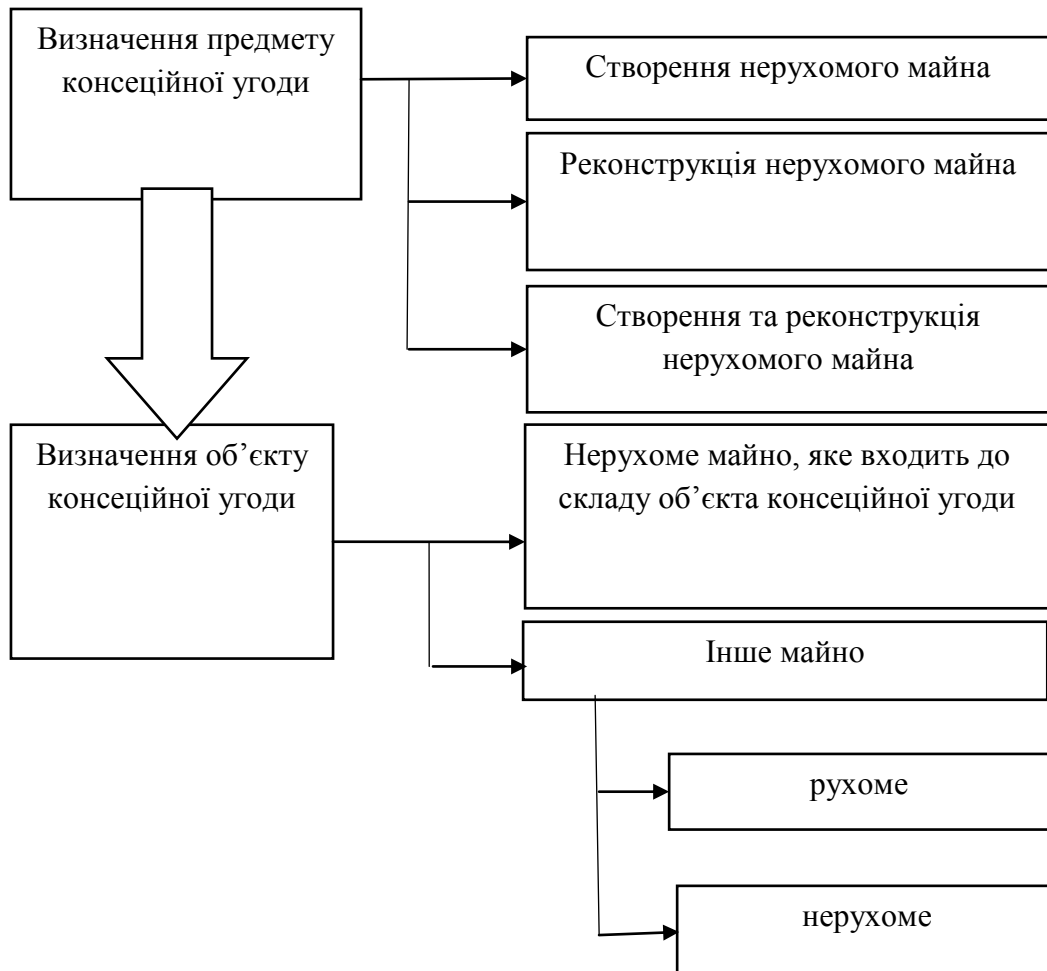 Визначення предмету
консеційної угоди
Створення нерухомого майна
Реконструкція нерухомого майна
Створення та реконструкція
нерухомого майна
Визначення об’єкту
консеційної угоди
Нерухоме майно, яке входить до
складу об’єкта консеційної угоди
Інше майно
рухоме
нерухоме